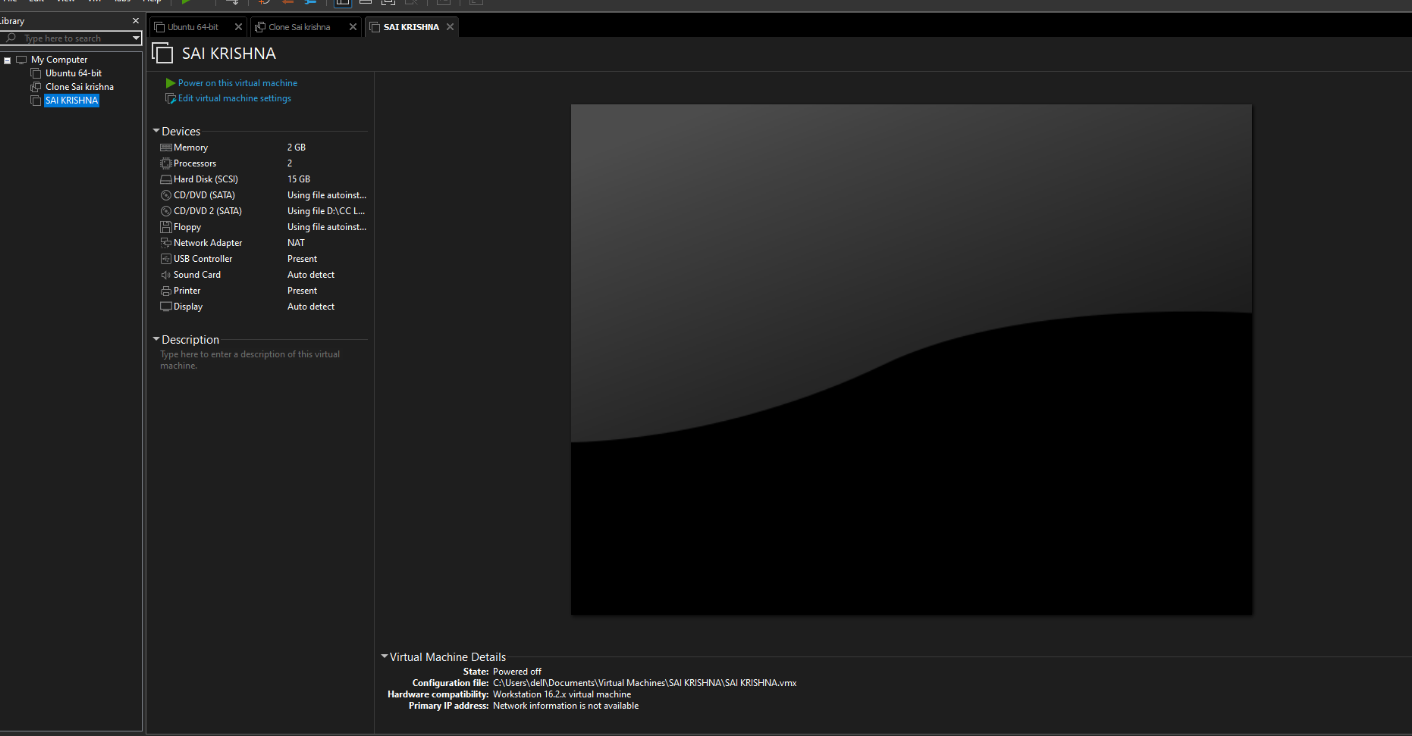 Library
Type here to search
My Computer
Ubuntu 64-bit
Clone Sai krishna
SAI KRISHNA
Ubuntu 64-bit Clone Sai krishna SAI KRISHNA
SAI KRISHNA
Power on this virtual machine
Edit virtual machine settings
Devices
Memory 2 GB
Processors 2
Hard Disk (SCSI) 15 GB
CD/DVD (SATA) Using file autoinst...
CD/DVD 2 (SATA) Using file D:\CC L...
Floppy Using file autoinst...
Network Adapter NAT
USB Controller Present
Sound Card Auto detect
Printer Present
Display Auto detect
Description
Type here to enter a description of this virtual
machine.
Virtual Machine Details
State: Powered off
Configuration file: C:\Users\dell\Documents\Virtual Machines\SAI KRISHNA\SAI KRISHNA.vmx
Hardware compatibility: Workstation 16.2.x virtual machine
Primary IP address: Network information is not available